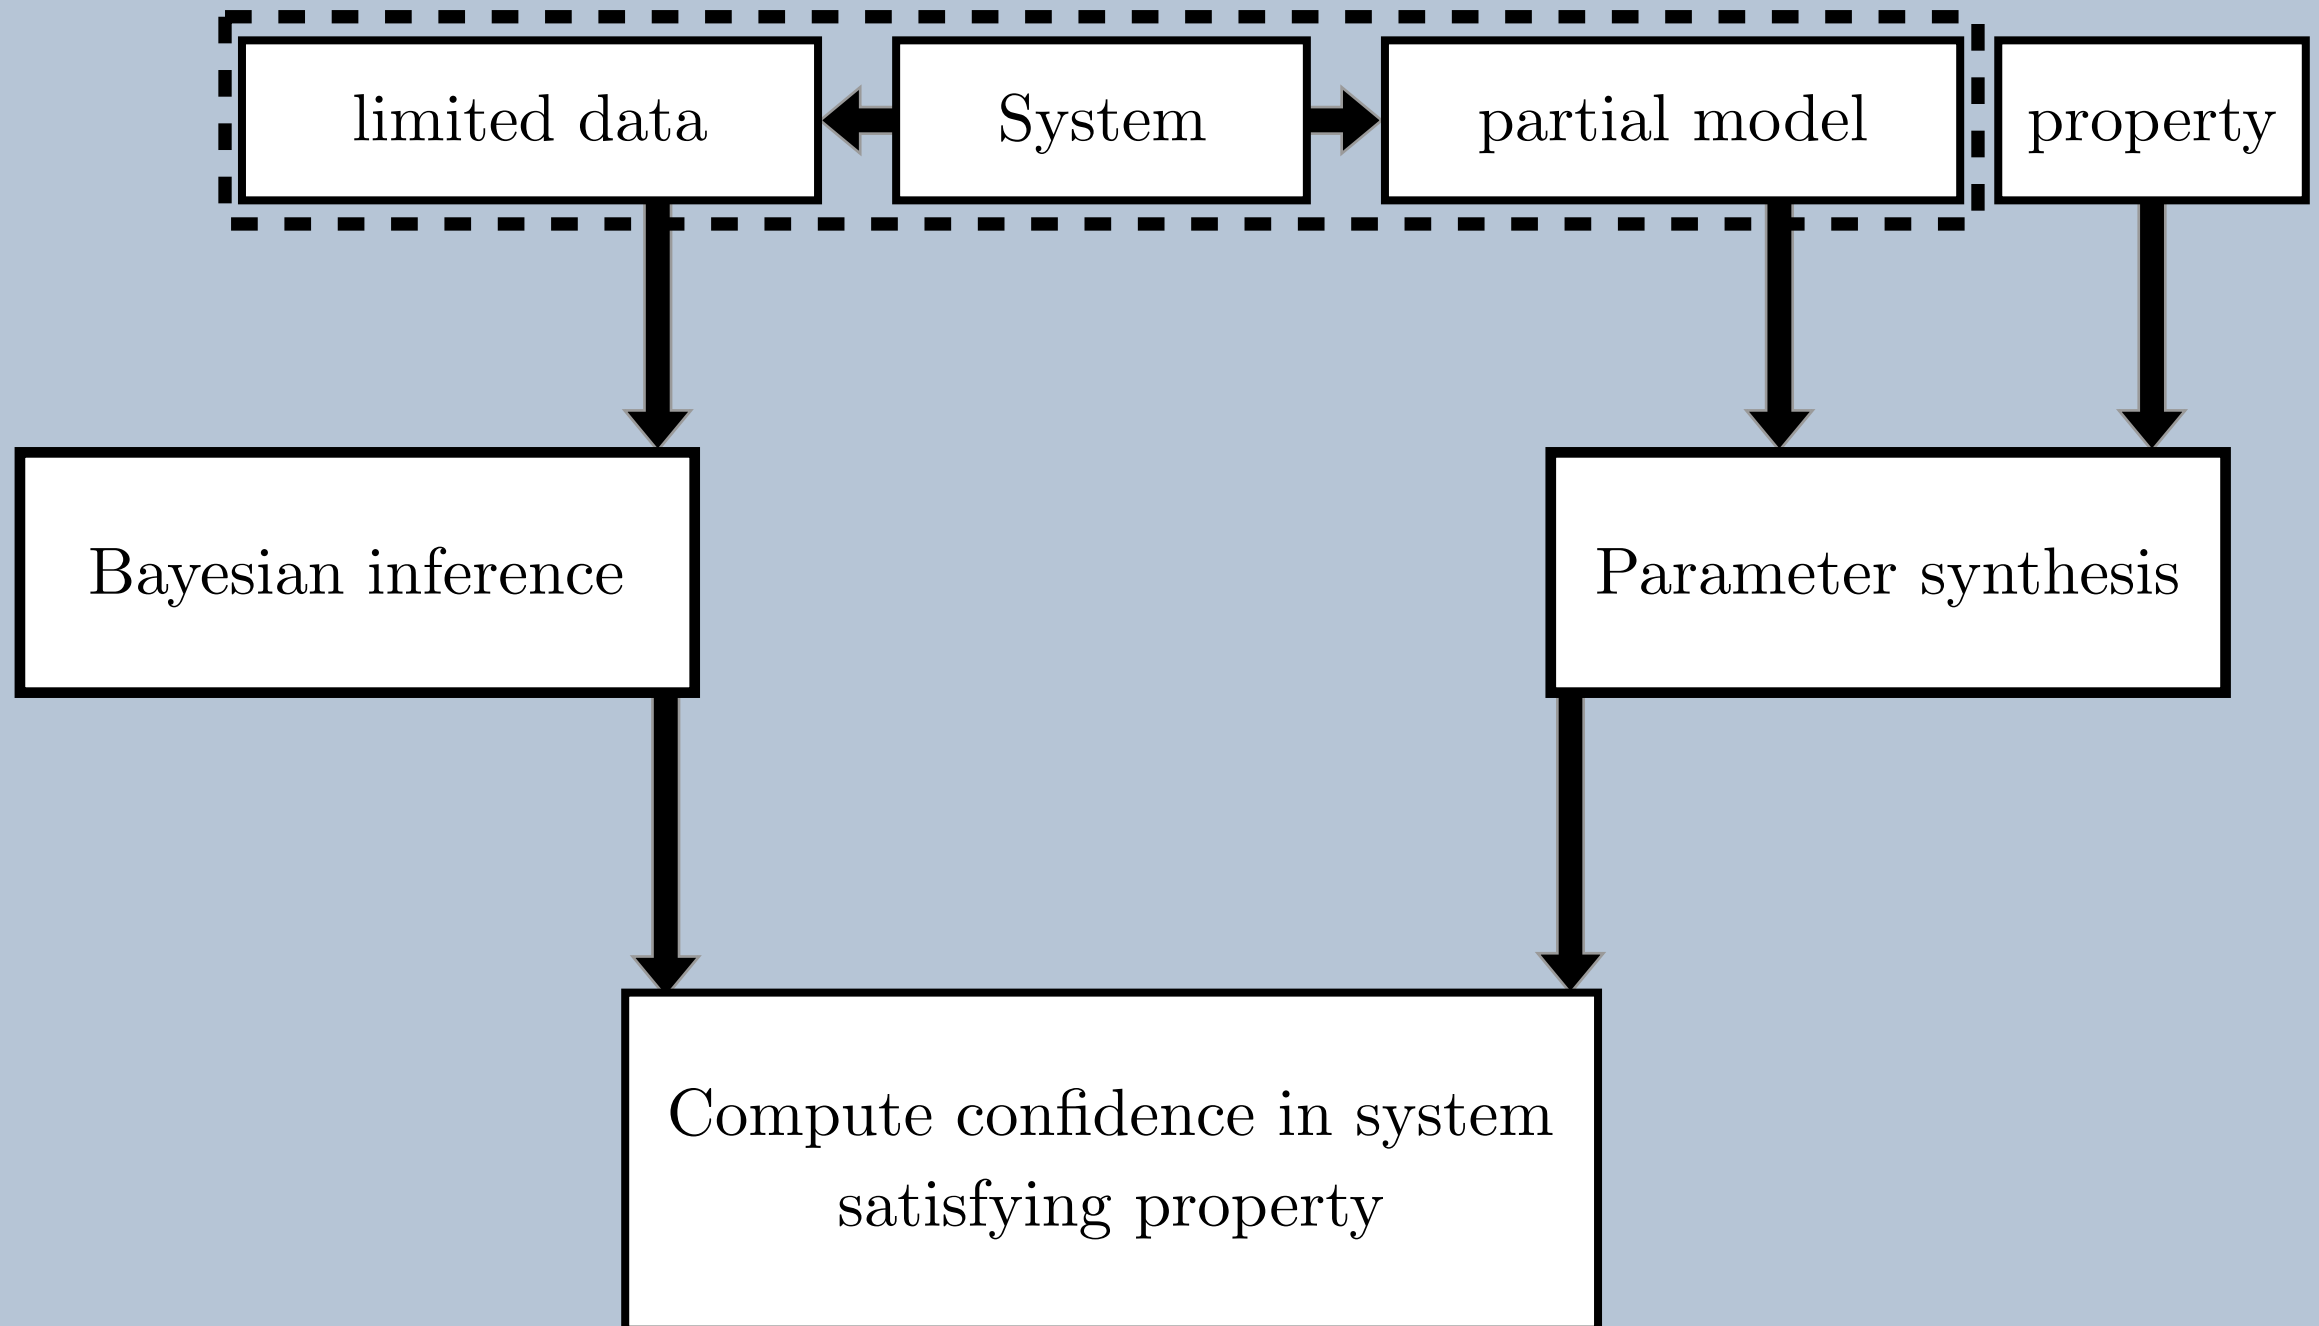 limited data
System
partial model
property
Bayesian inference
Parameter synthesis
Compute confidence in system
satisfying property